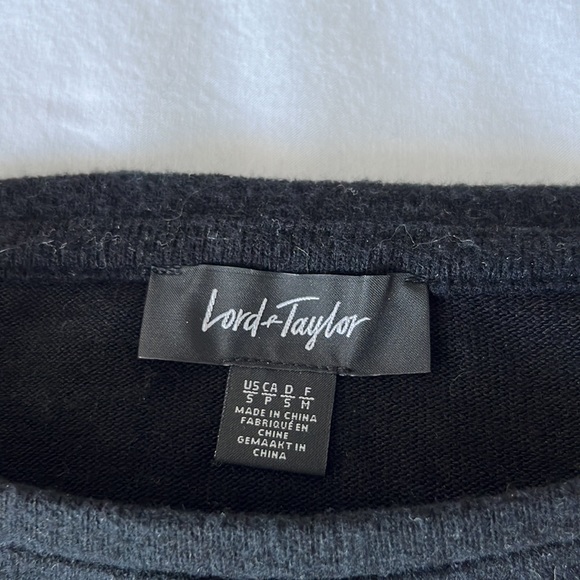 Lord & Taylor
US CA D F
S P S M
MADE IN CHINA
FABRIQUÉ EN
CHINE
GEMAAKT IN
CHINA